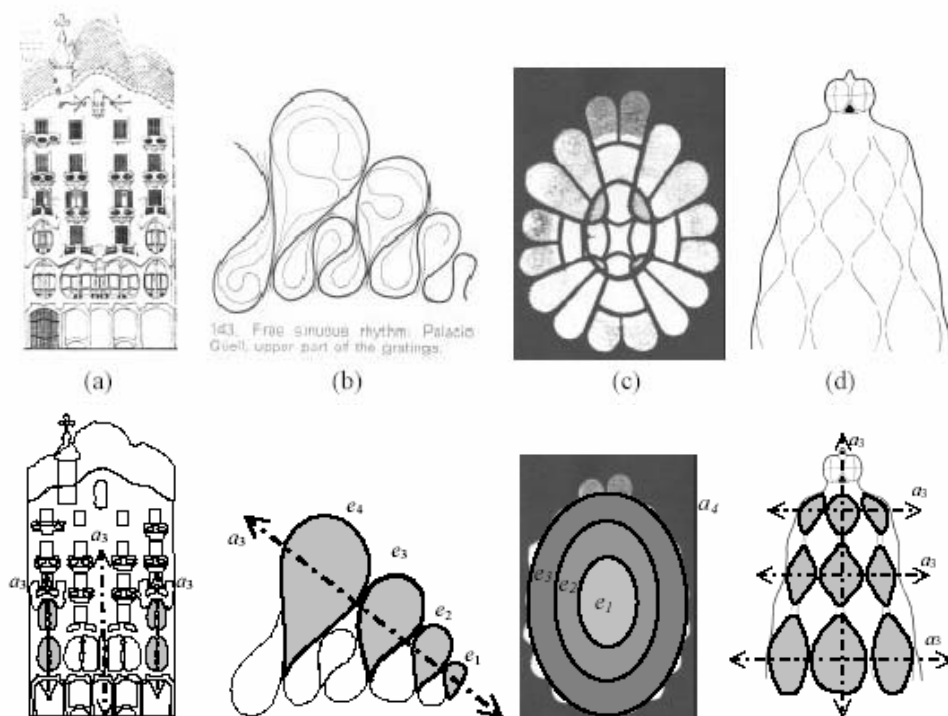 143. Free sinuous rhythm: Palacio
Güell, upper part of the gratings.
(a)
(b)
(c)
(d)
a3
a3
a3
e4
a3
e3
e2
e1
a4
e3
e2
e1
a3
a3
a3
a3